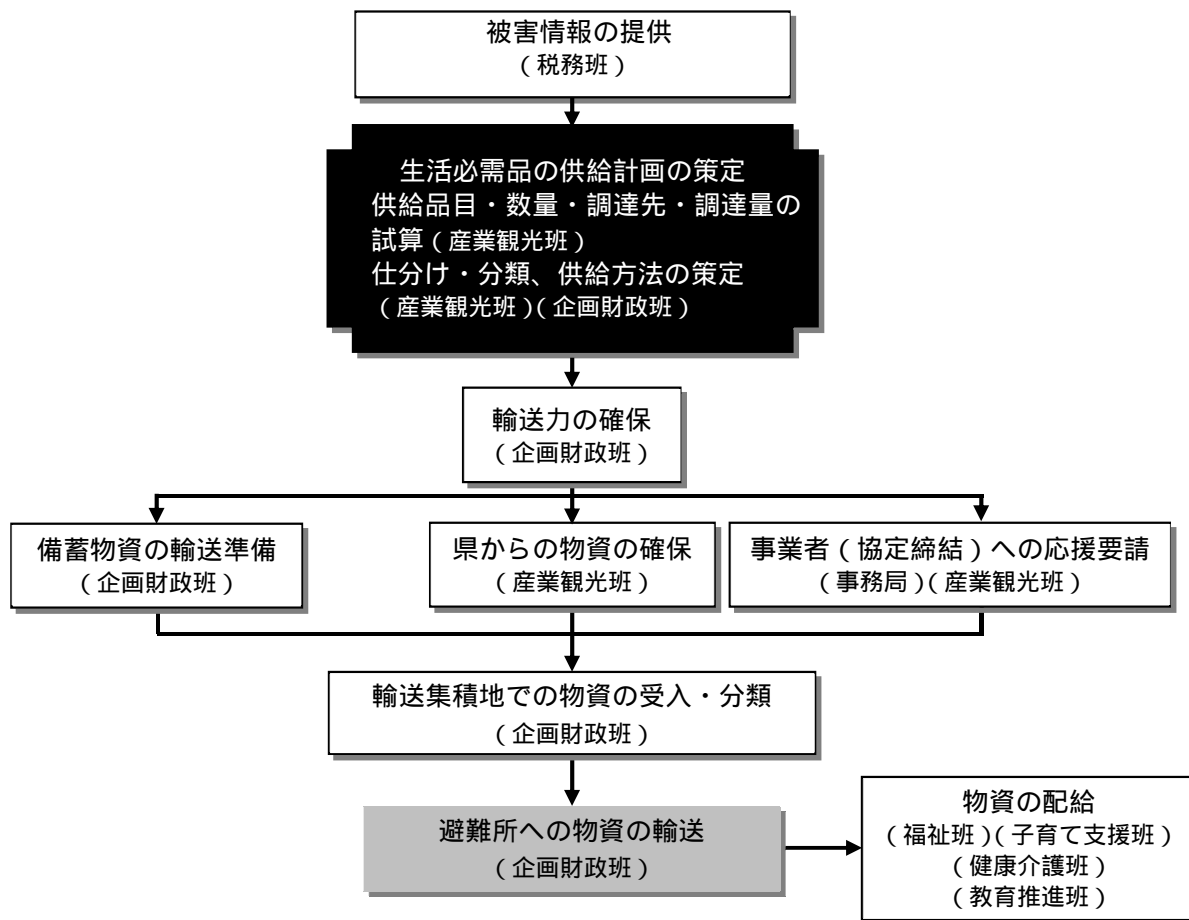 被害情報の提供
（税務班）
生活必需品の供給計画の策定
供給品目・数量・調達先・調達量の
試算（産業観光班）
仕分け・分類、供給方法の策定
（産業観光班）（企画財政班）
輸送力の確保
（企画財政班）
備蓄物資の輸送準備
（企画財政班）
県からの物資の確保
（産業観光班）
事業者（協定締結）への応援要請
（事務局）（産業観光班）
輸送集積地での物資の受入・分類
（企画財政班）
避難所への物資の輸送
（企画財政班）
物資の配給
（福祉班）（子育て支援班）
（健康介護班）
（教育推進班）